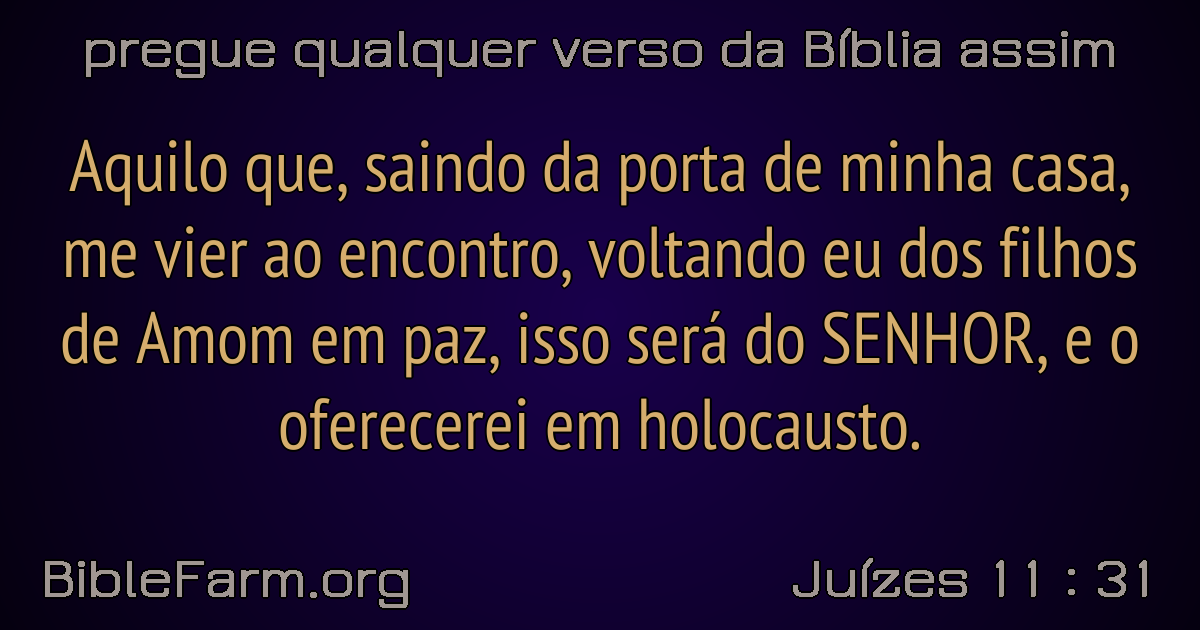 pregue qualquer verso da Bíblia assim
Aquilo que, saindo da porta de minha casa,
me vier ao encontro, voltando eu dos filhos
de Amom em paz, isso será do SENHOR, e o
oferecerei em holocausto.
BibleFarm.org
Juízes 11 : 31